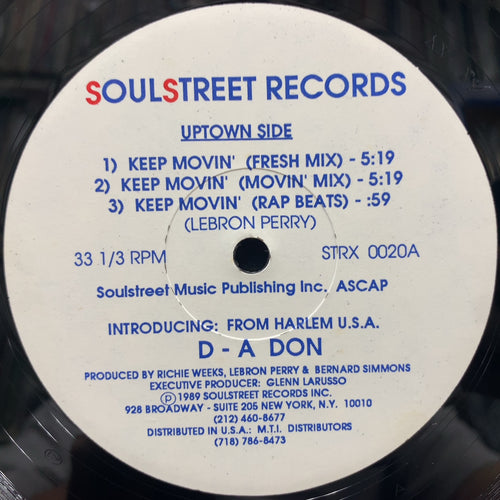 SOULSTREET RECORDS
UPTOWN SIDE
1) KEEP MOVIN' (FRESH MIX) - 5:19
2) KEEP MOVIN' (MOVIN' MIX) - 5:19
3) KEEP MOVIN' (RAP BEATS) - :59
(LEBRON PERRY)
33 1/3 RPM STRX 0020A
Soulstreet Music Publishing Inc. ASCAP
INTRODUCING: FROM HARLEM U.S.A.
D - A DON
PRODUCED BY RICHIE WEEKS, LEBRON PERRY & BERNARD SIMMONS
EXECUTIVE PRODUCER: GLENN LARUSSO
Ⓟ 1989 SOULSTREET RECORDS INC.
928 BROADWAY - SUITE 205 NEW YORK, N.Y. 10010
(212) 460-8677
DISTRIBUTED IN U.S.A.: M.T.I. DISTRIBUTORS
(718) 786-8473